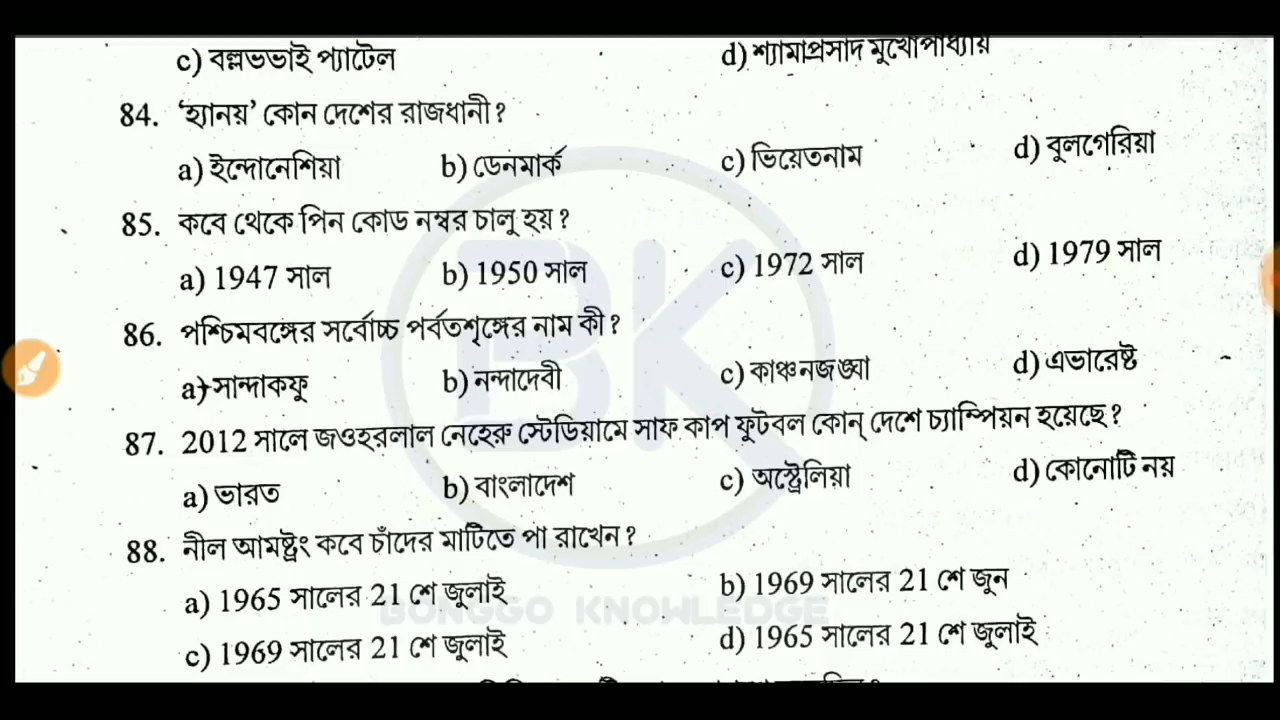 c) বল্লভভাই প্যাটেল d) শ্যামাপ্রসাদ মুখোপাধ্যায়
84. ‘হ্যানয়’ কোন দেশের রাজধানী?
a) ইন্দোনেশিয়া b) ডেনমার্ক c) ভিয়েতনাম d) বুলগেরিয়া
85. কবে থেকে পিন কোড নম্বর চালু হয়?
a) 1947 সাল b) 1950 সাল c) 1972 সাল d) 1979 সাল
86. পশ্চিমবঙ্গের সর্বোচ্চ পর্বতশৃঙ্গের নাম কী?
a) সান্দাকফু b) নন্দাদেবী c) কাঞ্চনজঙ্ঘা d) এভারেষ্ট
87. 2012 সালে জওহরলাল নেহেরু স্টেডিয়ামে সাফ কাপ ফুটবল কোন্ দেশে চ্যাম্পিয়ন হয়েছে?
a) ভারত b) বাংলাদেশ c) অস্ট্রেলিয়া d) কোনোটি নয়
88. নীল আমষ্ট্রং কবে চাঁদের মাটিতে পা রাখেন?
a) 1965 সালের 21 শে জুলাই b) 1969 সালের 21 শে জুন
c) 1969 সালের 21 শে জুলাই d) 1965 সালের 21 শে জুলাই
BK
BONGGO KNOWLEDGE